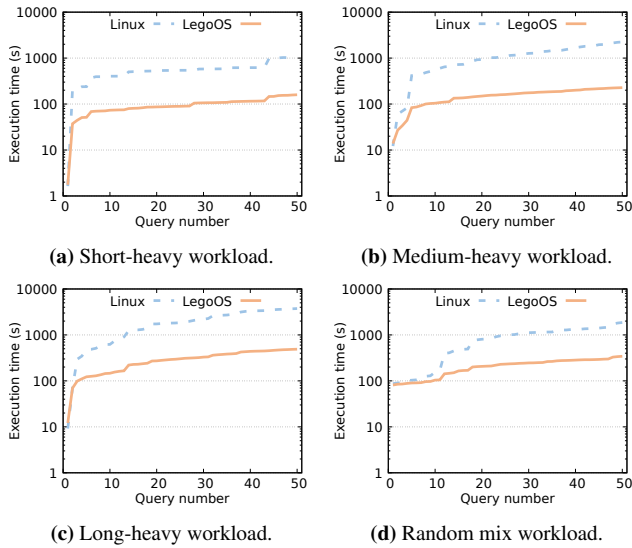 Linux LegoOS
Execution time (s)
10000
1000
100
10
1
0 10 20 30 40 50
Query number
(a) Short-heavy workload.
Linux LegoOS
Execution time (s)
10000
1000
100
10
1
0 10 20 30 40 50
Query number
(b) Medium-heavy workload.
Linux LegoOS
Execution time (s)
10000
1000
100
10
1
0 10 20 30 40 50
Query number
(c) Long-heavy workload.
Linux LegoOS
Execution time (s)
10000
1000
100
10
1
0 10 20 30 40 50
Query number
(d) Random mix workload.